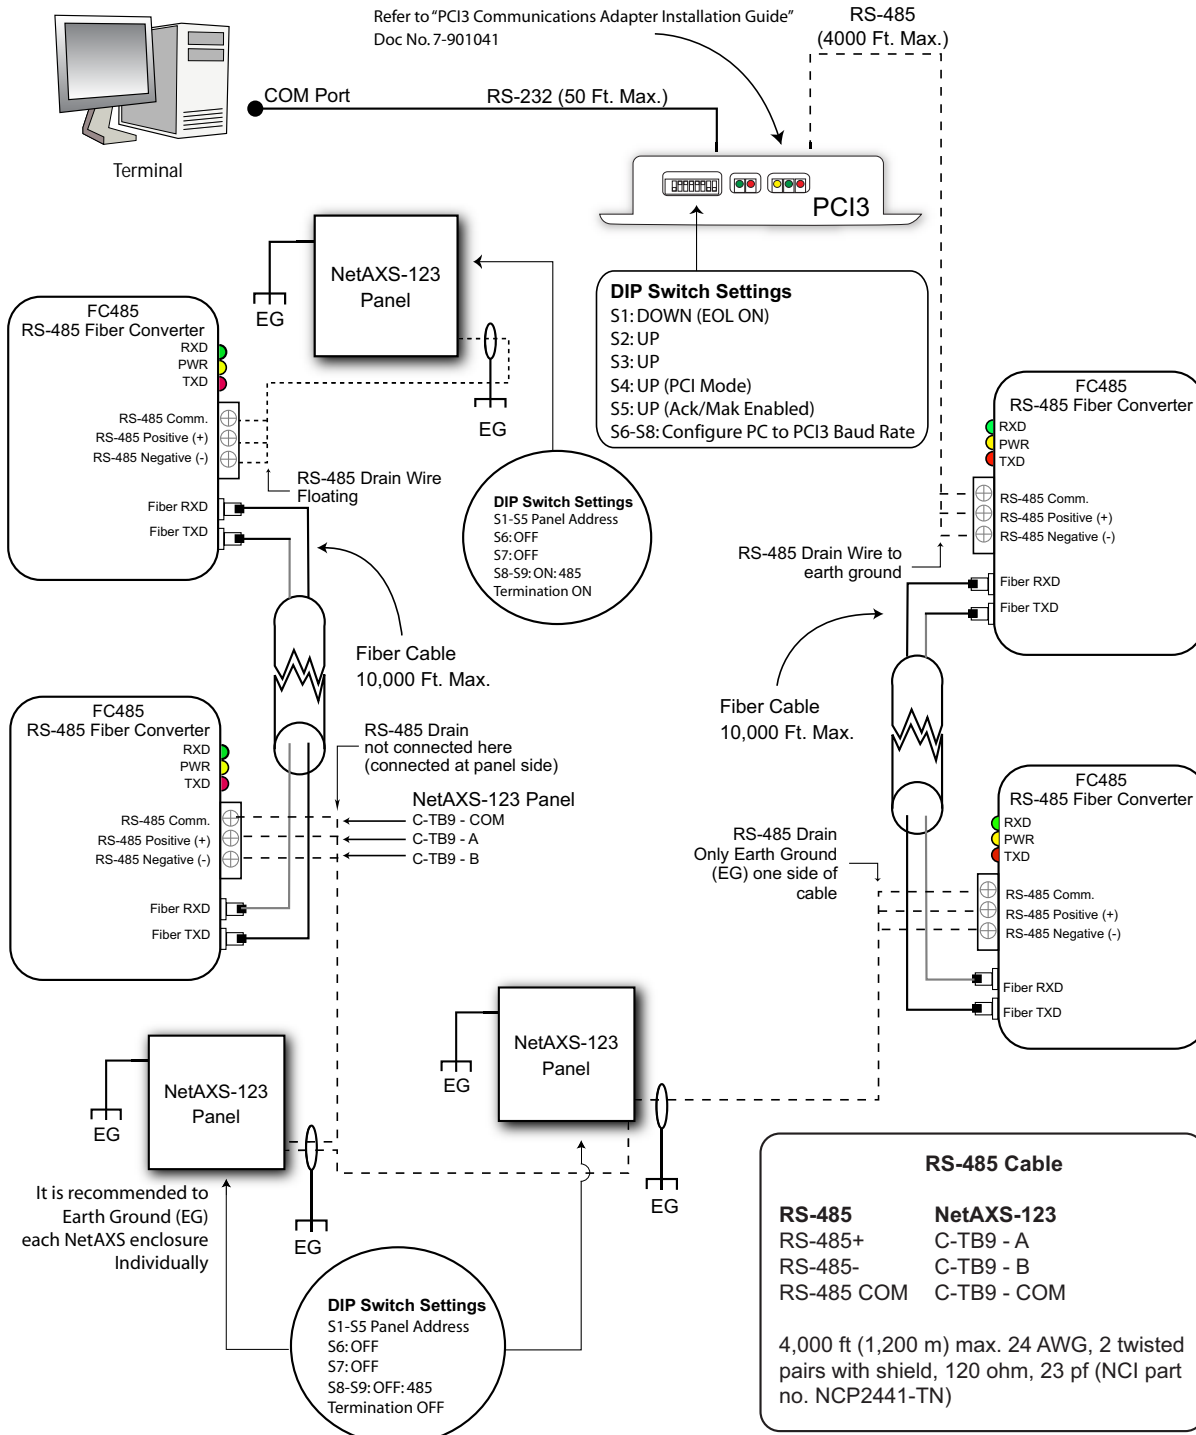 Refer to “PCI3 Communications Adapter Installation Guide”
Doc No. 7-901041
RS-485
(4000 Ft. Max.)
COM Port
RS-232 (50 Ft. Max.)
Terminal
PCI3
NetAXS-123
Panel
EG
EG
DIP Switch Settings
S1: DOWN (EOL ON)
S2: UP
S3: UP
S4: UP (PCI Mode)
S5: UP (Ack/Mak Enabled)
S6-S8: Configure PC to PCI3 Baud Rate
FC485
RS-485 Fiber Converter
RXD
PWR
TXD
RS-485 Comm.
RS-485 Positive (+)
RS-485 Negative (-)
Fiber RXD
Fiber TXD
RS-485 Drain Wire
Floating
DIP Switch Settings
S1-S5 Panel Address
S6: OFF
S7: OFF
S8-S9: ON: 485
Termination ON
FC485
RS-485 Fiber Converter
RXD
PWR
TXD
RS-485 Comm.
RS-485 Positive (+)
RS-485 Negative (-)
Fiber RXD
Fiber TXD
RS-485 Drain Wire to
earth ground
Fiber Cable
10,000 Ft. Max.
Fiber Cable
10,000 Ft. Max.
FC485
RS-485 Fiber Converter
RXD
PWR
TXD
RS-485 Comm.
RS-485 Positive (+)
RS-485 Negative (-)
Fiber RXD
Fiber TXD
RS-485 Drain
not connected here
(connected at panel side)
NetAXS-123 Panel
C-TB9 - COM
C-TB9 - A
C-TB9 - B
RS-485 Drain
Only Earth Ground
(EG) one side of
cable
FC485
RS-485 Fiber Converter
RXD
PWR
TXD
RS-485 Comm.
RS-485 Positive (+)
RS-485 Negative (-)
Fiber RXD
Fiber TXD
NetAXS-123
Panel
EG
EG
NetAXS-123
Panel
EG
EG
It is recommended to
Earth Ground (EG)
each NetAXS enclosure
Individually
DIP Switch Settings
S1-S5 Panel Address
S6: OFF
S7: OFF
S8-S9: OFF: 485
Termination OFF
RS-485 Cable
RS-485 NetAXS-123
RS-485+ C-TB9 - A
RS-485- C-TB9 - B
RS-485 COM C-TB9 - COM
4,000 ft (1,200 m) max. 24 AWG, 2 twisted
pairs with shield, 120 ohm, 23 pf (NCI part
no. NCP2441-TN)